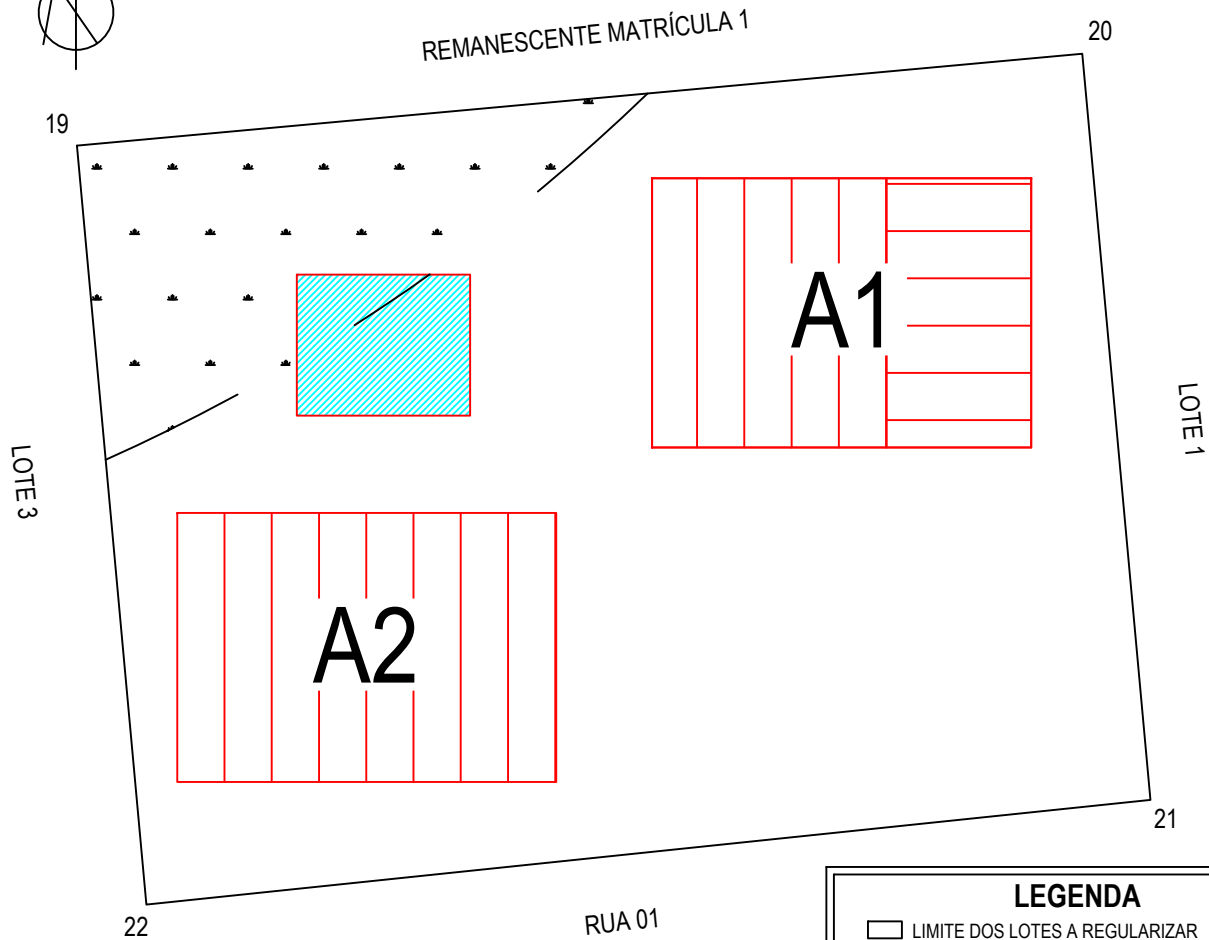 REMANESCENTE MATRÍCULA 1
20
19
A1
LOTE 1
LOTE 3
A2
21
22
RUA 01
LEGENDA
LIMITE DOS LOTES A REGULARIZAR